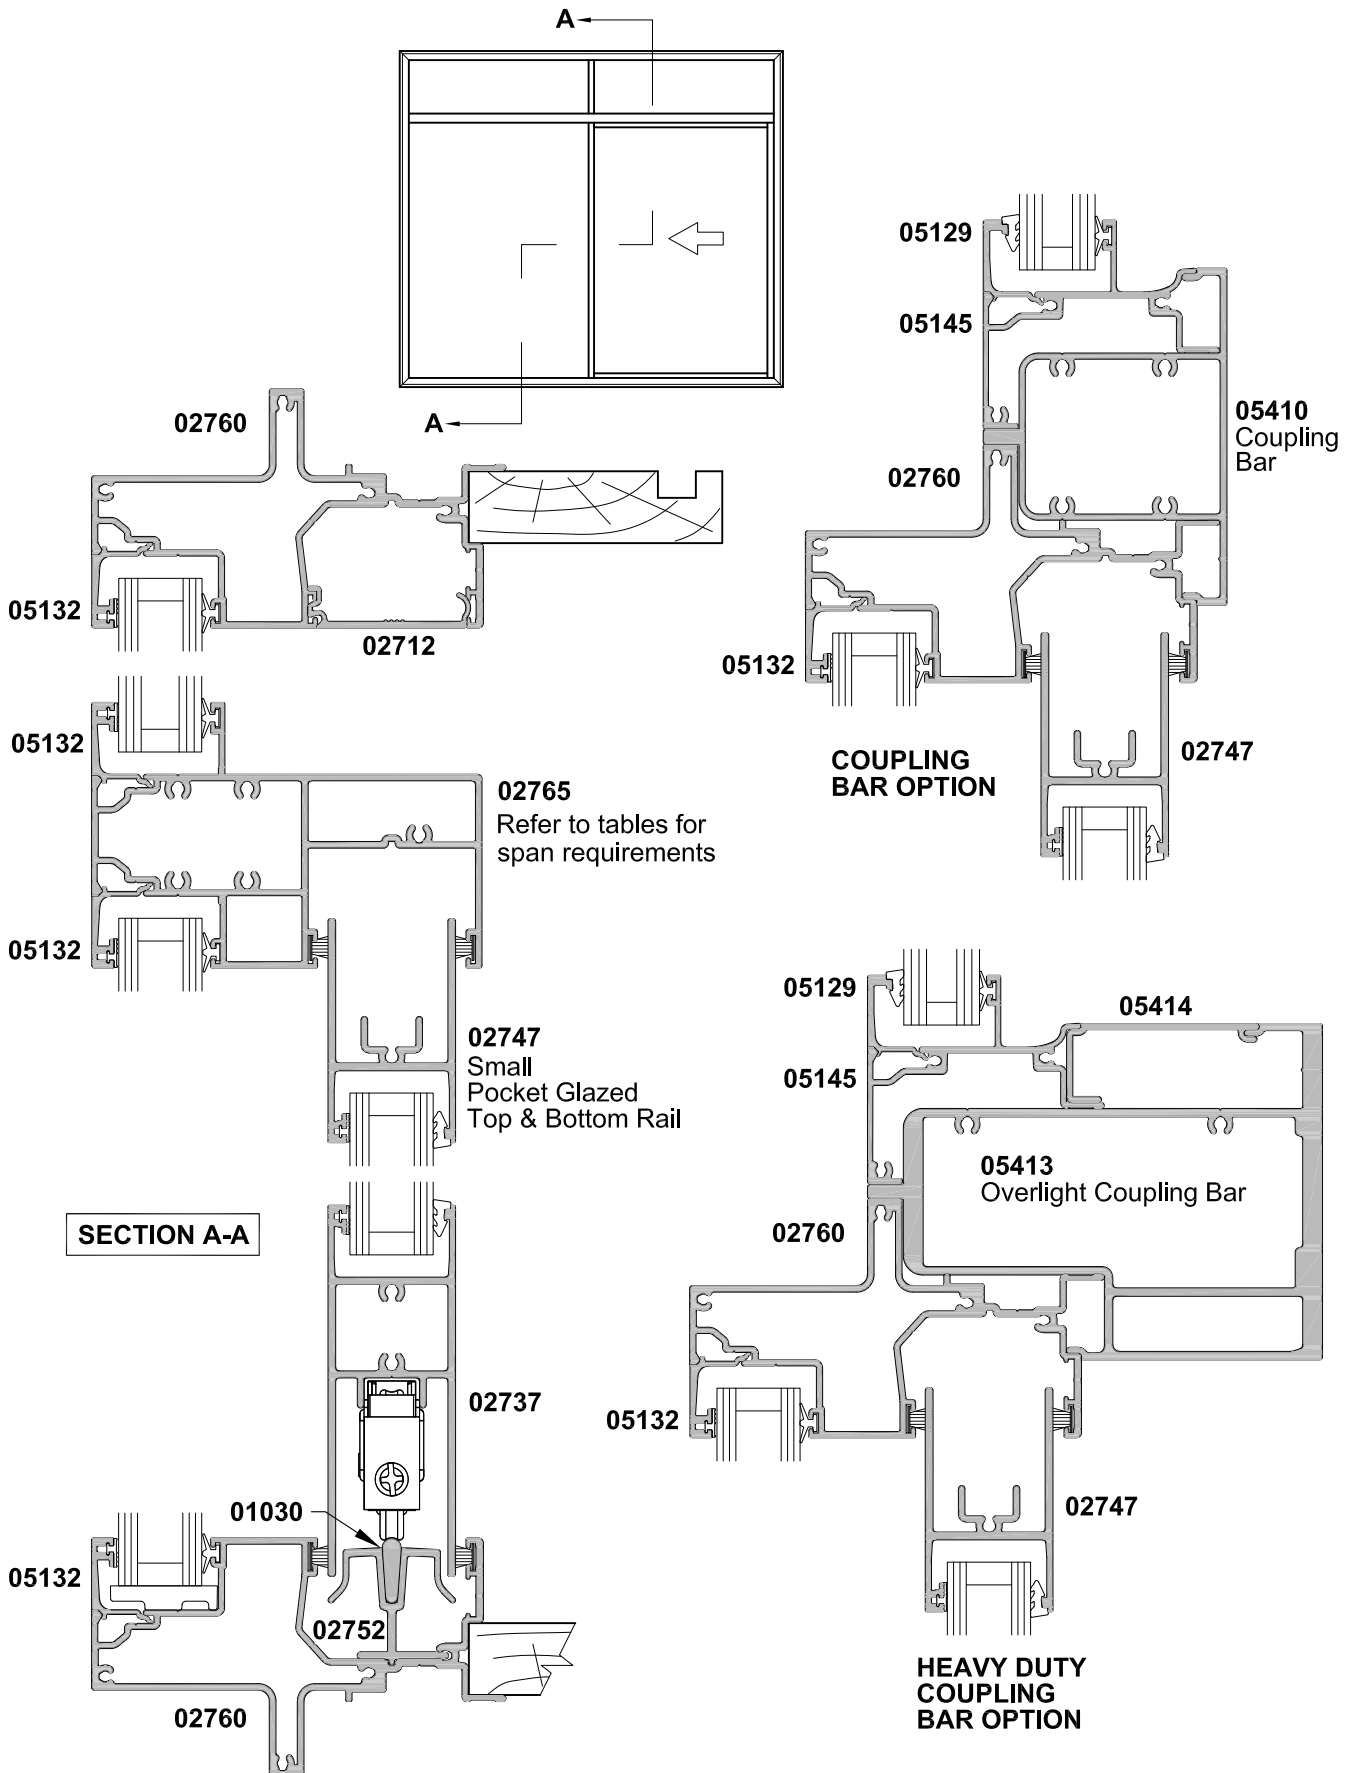 A
A
02760
05132
02712
05132
02765
Refer to tables for
span requirements
05132
02747
Small
Pocket Glazed
Top & Bottom Rail
SECTION A-A
02737
01030
05132
02752
02760
05129
05145
05410
Coupling
Bar
02760
05132
COUPLING
BAR OPTION
02747
05129
05414
05145
05413
Overlight Coupling Bar
02760
05132
02747
HEAVY DUTY
COUPLING
BAR OPTION